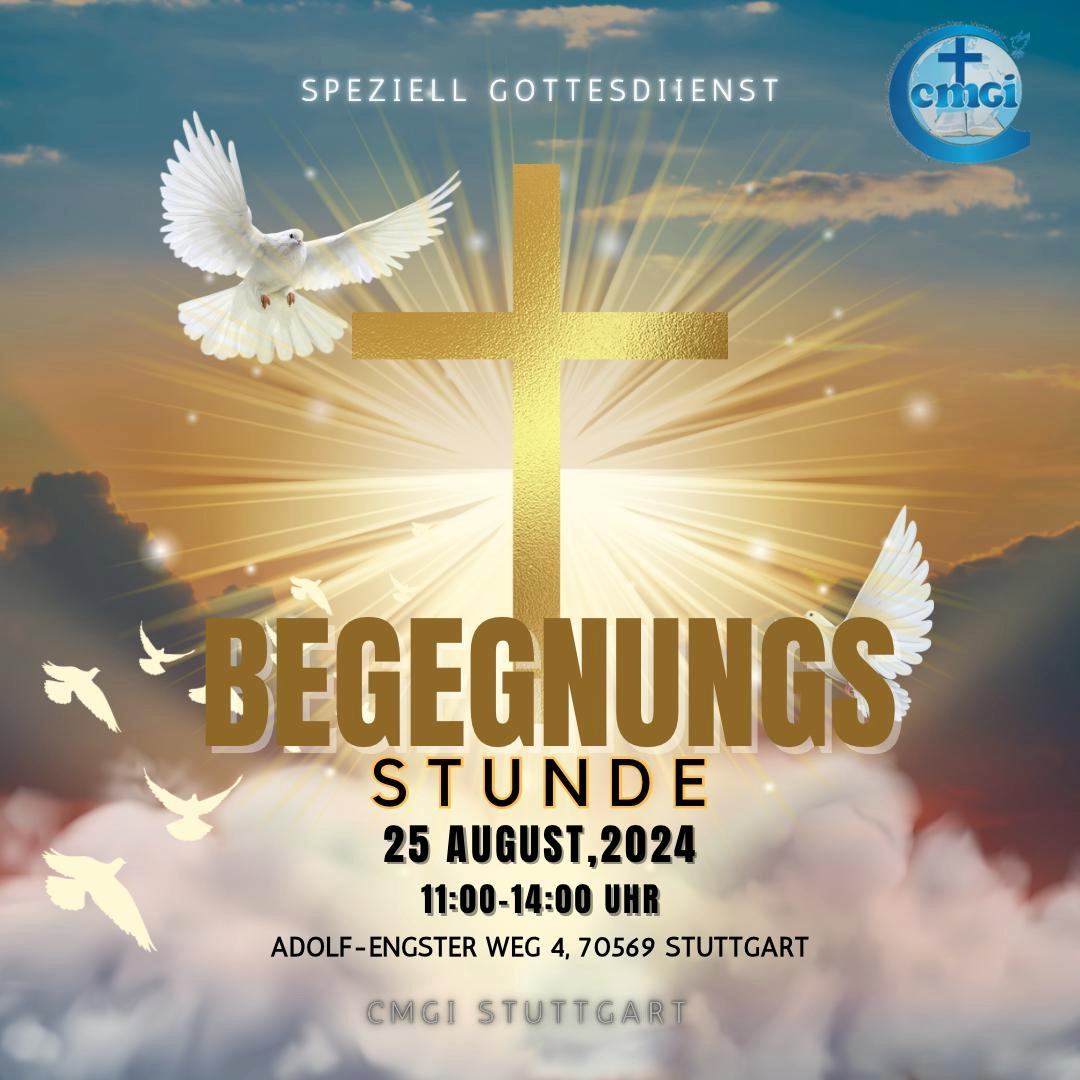 SPEZIELL GOTTESDIIENST
cmGi
BEGEGNUNGS
STUNDE
25 AUGUST,2024
11:00-14:00 UHR
ADOLF-ENGSTER WEG 4, 70569 STUTTGART
CMGI STUTTGART